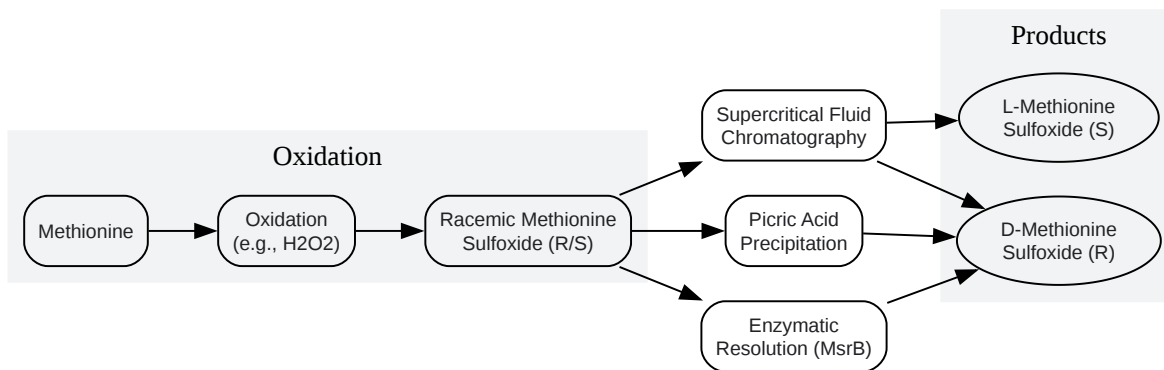 Products
Oxidation
Methionine
Oxidation
(e.g., H2O2)
Racemic Methionine
Sulfoxide (R/S)
Supercritical Fluid
Chromatography
Picric Acid
Precipitation
Enzymatic
Resolution (MsrB)
L-Methionine
Sulfoxide (S)
D-Methionine
Sulfoxide (R)